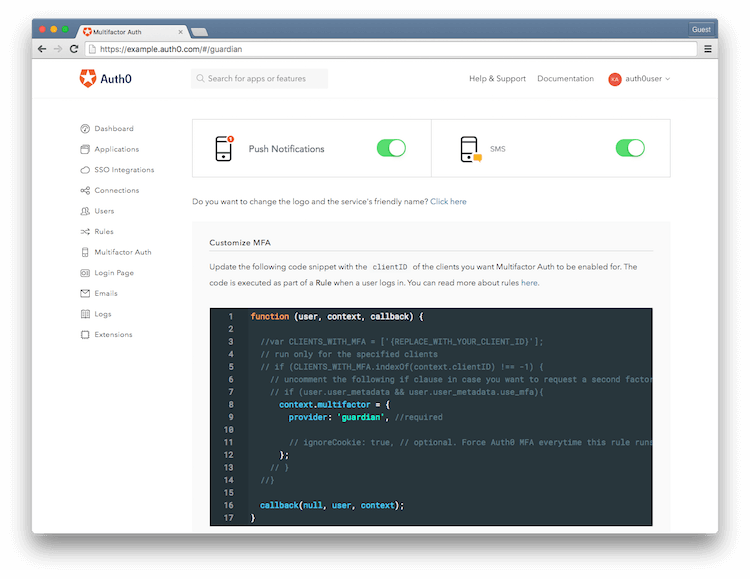 Multifactor Auth
Guest
https://example.auth0.com/#/guardian
Auth0
Search for apps or features
Help & Support
Documentation
KA
auth0user
Dashboard
Applications
SSO Integrations
Connections
Users
Rules
Multifactor Auth
Login Page
Emails
Logs
Extensions
Push Notifications
SMS
Do you want to change the logo and the service's friendly name? Click here
Customize MFA
Update the following code snippet with the clientID of the clients you want Multifactor Auth to be enabled for. The
code is executed as part of a Rule when a user logs in. You can read more about rules here.
1 function (user, context, callback) {
2
3 //var CLIENTS_WITH_MFA = ['{REPLACE_WITH_YOUR_CLIENT_ID}'];
4 // run only for the specified clients
5 // if (CLIENTS_WITH_MFA.indexOf(context.clientID) !== -1) {
6 // uncomment the following if clause in case you want to request a second factor
7 // if (user.user_metadata && user.user_metadata.use_mfa){
8 context.multifactor = {
9 provider: 'guardian', //required
10
11 // ignoreCookie: true, // optional. Force Auth0 MFA everytime this rule runs
12 };
13 // }
14 //}
15
16 callback(null, user, context);
17 }